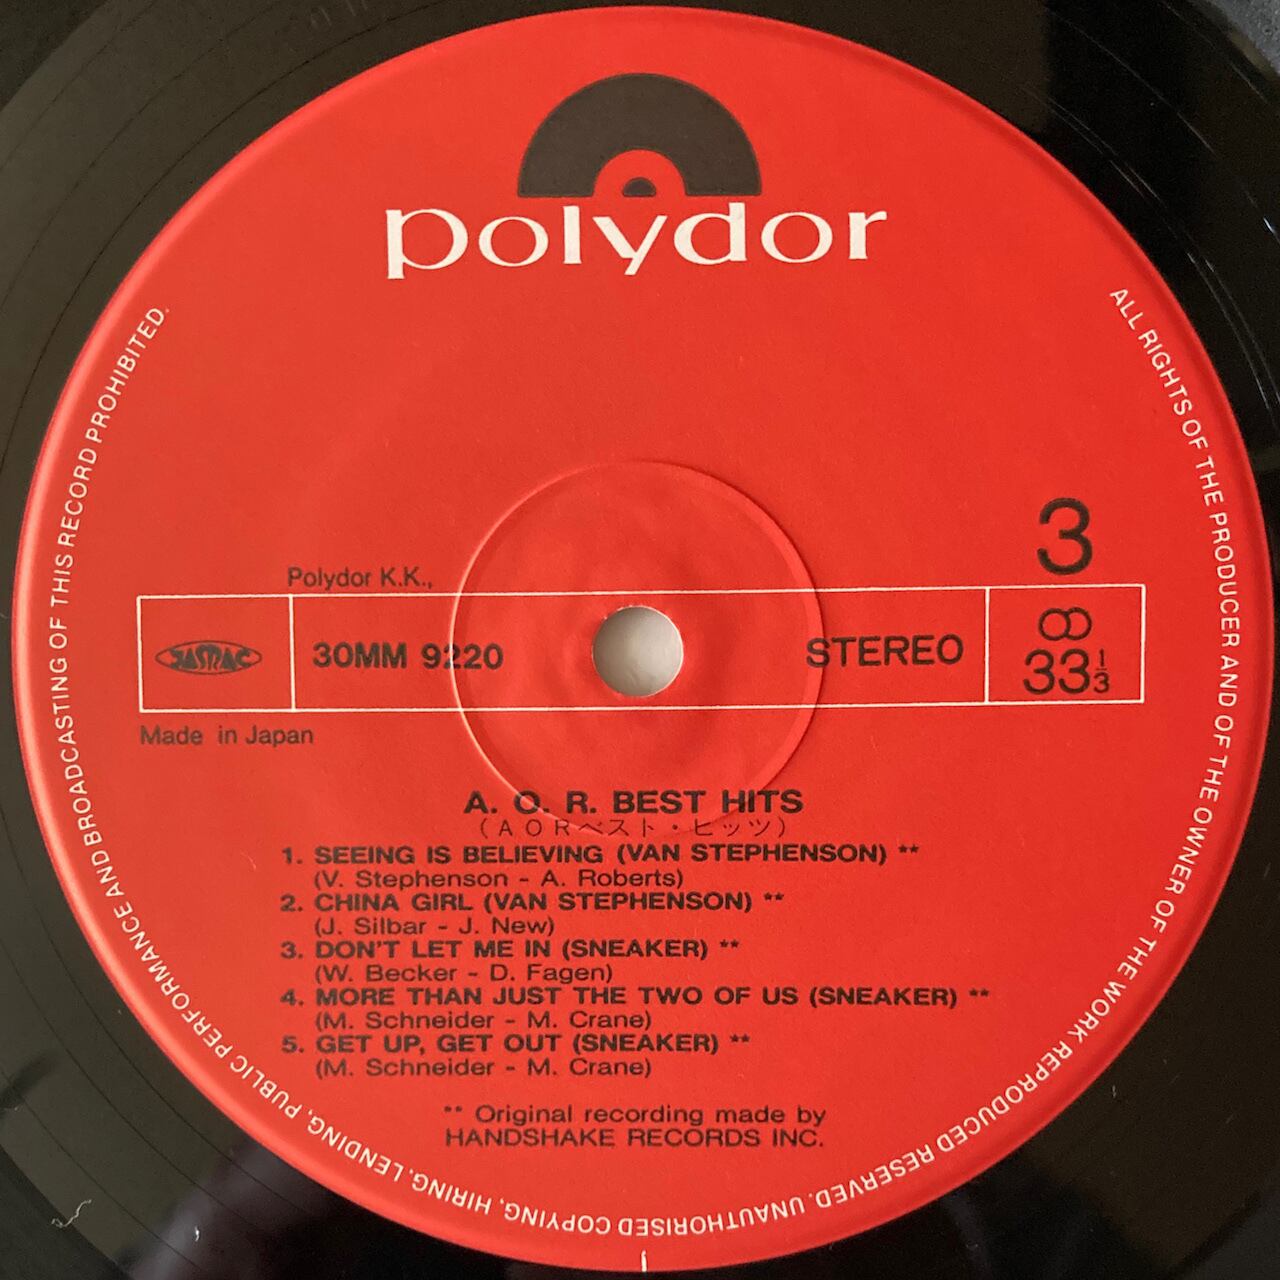 polydor
ALL RIGHTS OF THE PRODUCER AND OF THE OWNER OF THE WORK REPRODUCED RESERVED. UNAUTHORISED COPYING, HIRING, LENDING, PUBLIC PERFORMANCE AND BROADCASTING OF THIS RECORD PROHIBITED.
3
Polydor K.K.,
JASRAC
30MM 9220
STEREO
33 1/3
Made in Japan
A. O. R. BEST HITS
(AORベスト・ヒッツ)
1. SEEING IS BELIEVING (VAN STEPHENSON) **
(V. Stephenson - A. Roberts)
2. CHINA GIRL (VAN STEPHENSON) **
(J. Silbar - J. New)
3. DON'T LET ME IN (SNEAKER) **
(W. Becker - D. Fagen)
4. MORE THAN JUST THE TWO OF US (SNEAKER) **
(M. Schneider - M. Crane)
5. GET UP, GET OUT (SNEAKER) **
(M. Schneider - M. Crane)
** Original recording made by
HANDSHAKE RECORDS INC.